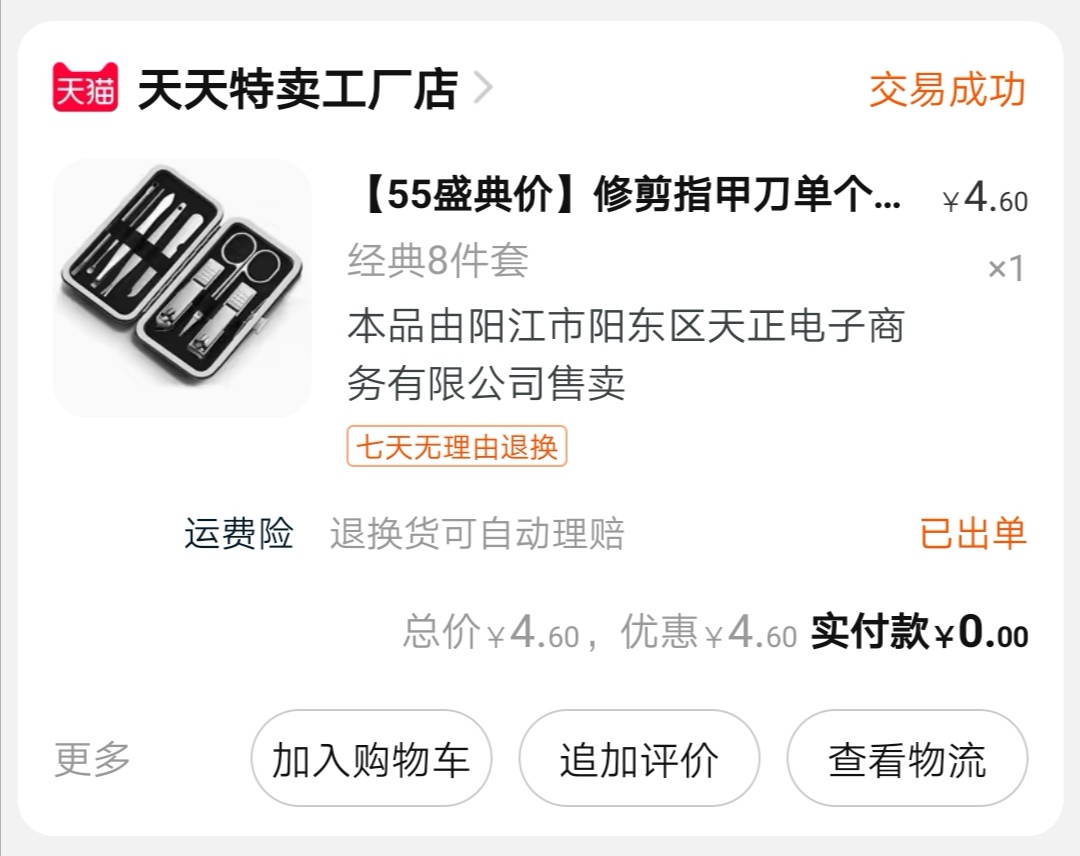 天猫 天天特卖工厂店 交易成功
【55盛典价】修剪指甲刀单个... ¥4.60
经典8件套 ×1
本品由阳江市阳东区天正电子商
务有限公司售卖
七天无理由退换
运费险 退换货可自动理赔 已出单
总价¥4.60，优惠¥4.60 实付款¥0.00
更多 加入购物车 追加评价 查看物流